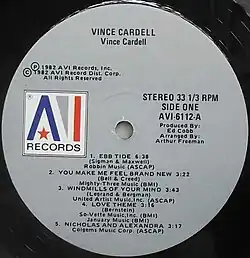 VINCE CARDELL
Vince Cardell
Ⓟ 1982 AVI Records, Inc.
© 1982 AVI Record Dist. Corp.
All Rights Reserved
AVI
RECORDS
STEREO 33 1/3 RPM
SIDE ONE
AVI-6112-A
Produced By:
Ed Cobb
Arranged By:
Arthur Freeman
1. EBB TIDE 6:38
(Sigman & Maxwell)
Robbin Music (ASCAP)
2. YOU MAKE ME FEEL BRAND NEW 3:22
(Bell & Creed)
Mighty-Three Music (BMI)
3. WINDMILLS OF YOUR MIND 3:43
(Legrand & Bergman)
United Artists Music, Inc. (ASCAP)
4. LOVE THEME 3:16
(Bernstein)
So-Vette Music, Inc. (BMI)
January Music (BMI)
5. NICHOLAS AND ALEXANDRA 3:17
Colgems Music Corp. (ASCAP)